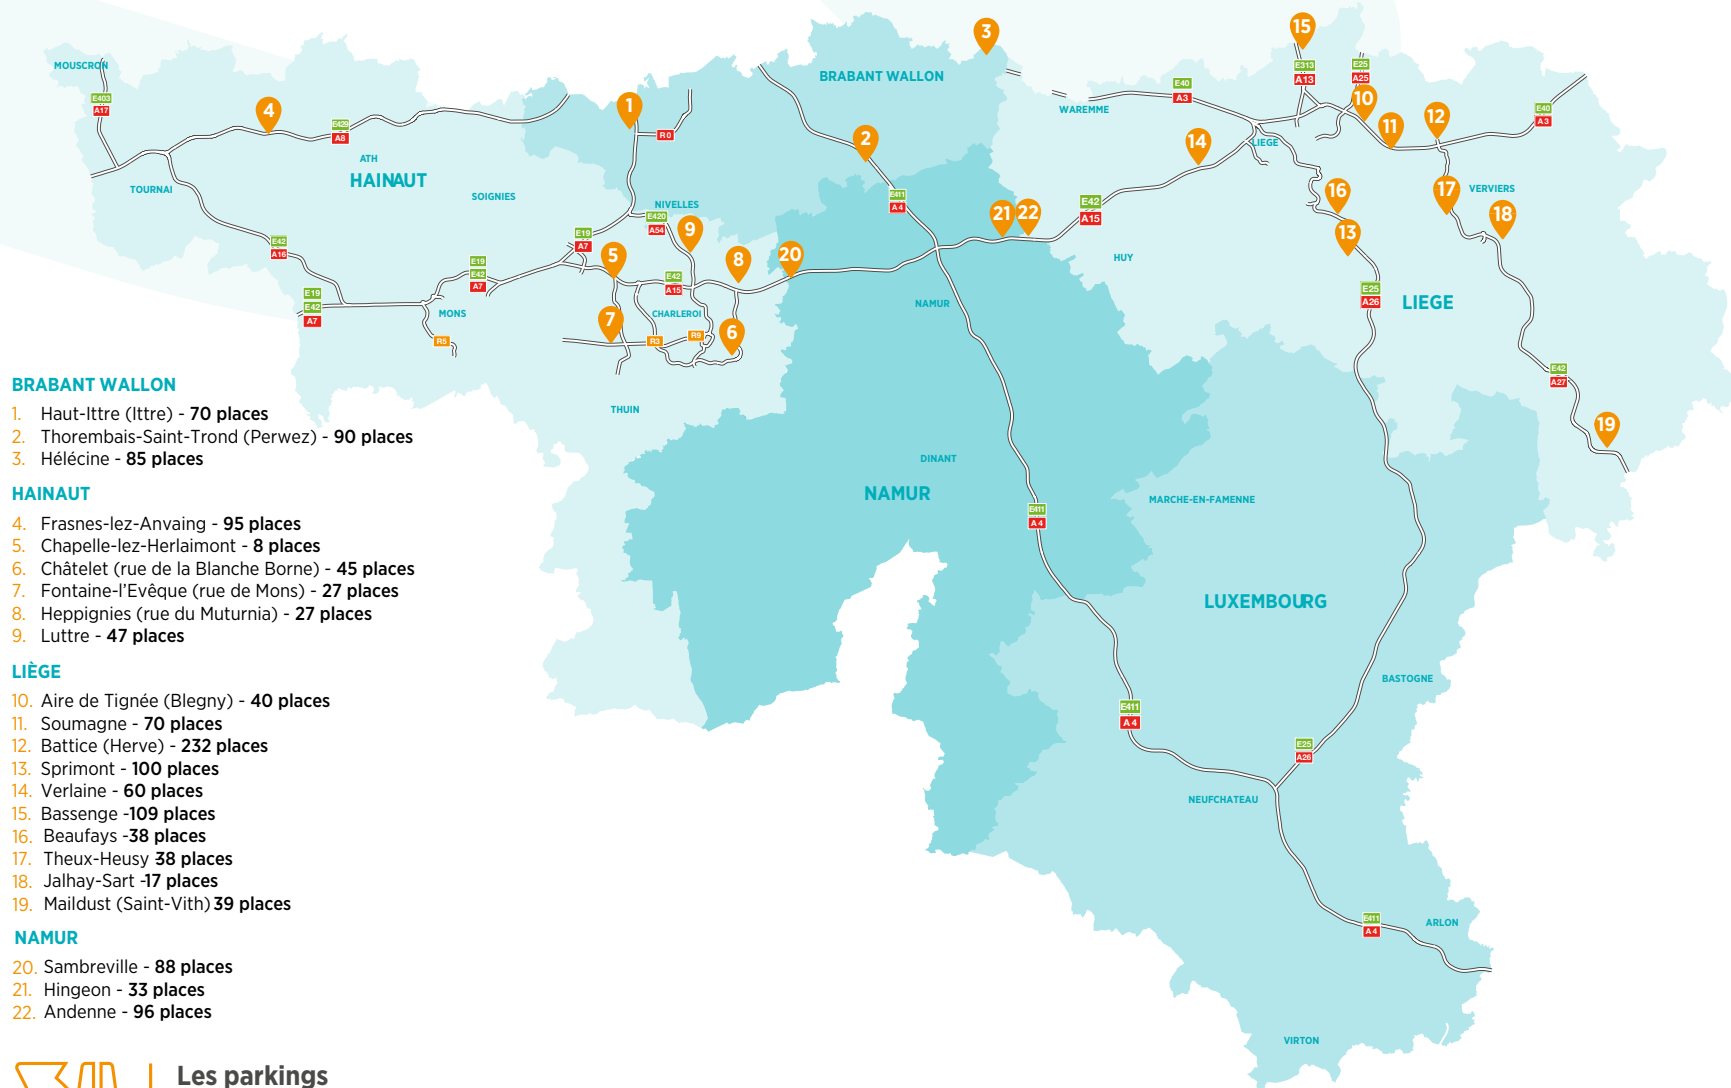 3
15
MOUSCRON
BRABANT WALLON
E313
A13
E25
A25
E403
A17
4
1
E40
A3
WAREMME
10
E40
A3
E429
A8
R0
2
11
12
LIEGE
14
ATH
HAINAUT
TOURNAI
SOIGNIES
NIVELLES
E411
A4
E42
A15
16
17
VERVIERS
18
E420
A54
9
21
22
13
E19
A7
E42
A16
5
8
20
HUY
E19
E42
A7
E42
A15
E25
A26
LIEGE
E19
E42
A7
MONS
7
CHARLEROI
6
NAMUR
R5
R3
R9
E42
A27
THUIN
19
DINANT
NAMUR
MARCHE-EN-FAMENNE
E411
A4
LUXEMBOURG
BASTOGNE
E411
A4
E25
A26
NEUFCHATEAU
E411
A4
ARLON
VIRTON
BRABANT WALLON
1. Haut-Ittre (Ittre) - 70 places
2. Thorembais-Saint-Trond (Perwez) - 90 places
3. Hélécine - 85 places
HAINAUT
4. Frasnes-lez-Anvaing - 95 places
5. Chapelle-lez-Herlaimont - 8 places
6. Châtelet (rue de la Blanche Borne) - 45 places
7. Fontaine-l'Evêque (rue de Mons) - 27 places
8. Heppignies (rue du Muturnia) - 27 places
9. Luttre - 47 places
LIÈGE
10. Aire de Tignée (Blegny) - 40 places
11. Soumagne - 70 places
12. Battice (Herve) - 232 places
13. Sprimont - 100 places
14. Verlaine - 60 places
15. Bassenge -109 places
16. Beaufays -38 places
17. Theux-Heusy 38 places
18. Jalhay-Sart -17 places
19. Maildust (Saint-Vith) 39 places
NAMUR
20. Sambreville - 88 places
21. Hingeon - 33 places
22. Andenne - 96 places
Les parkings